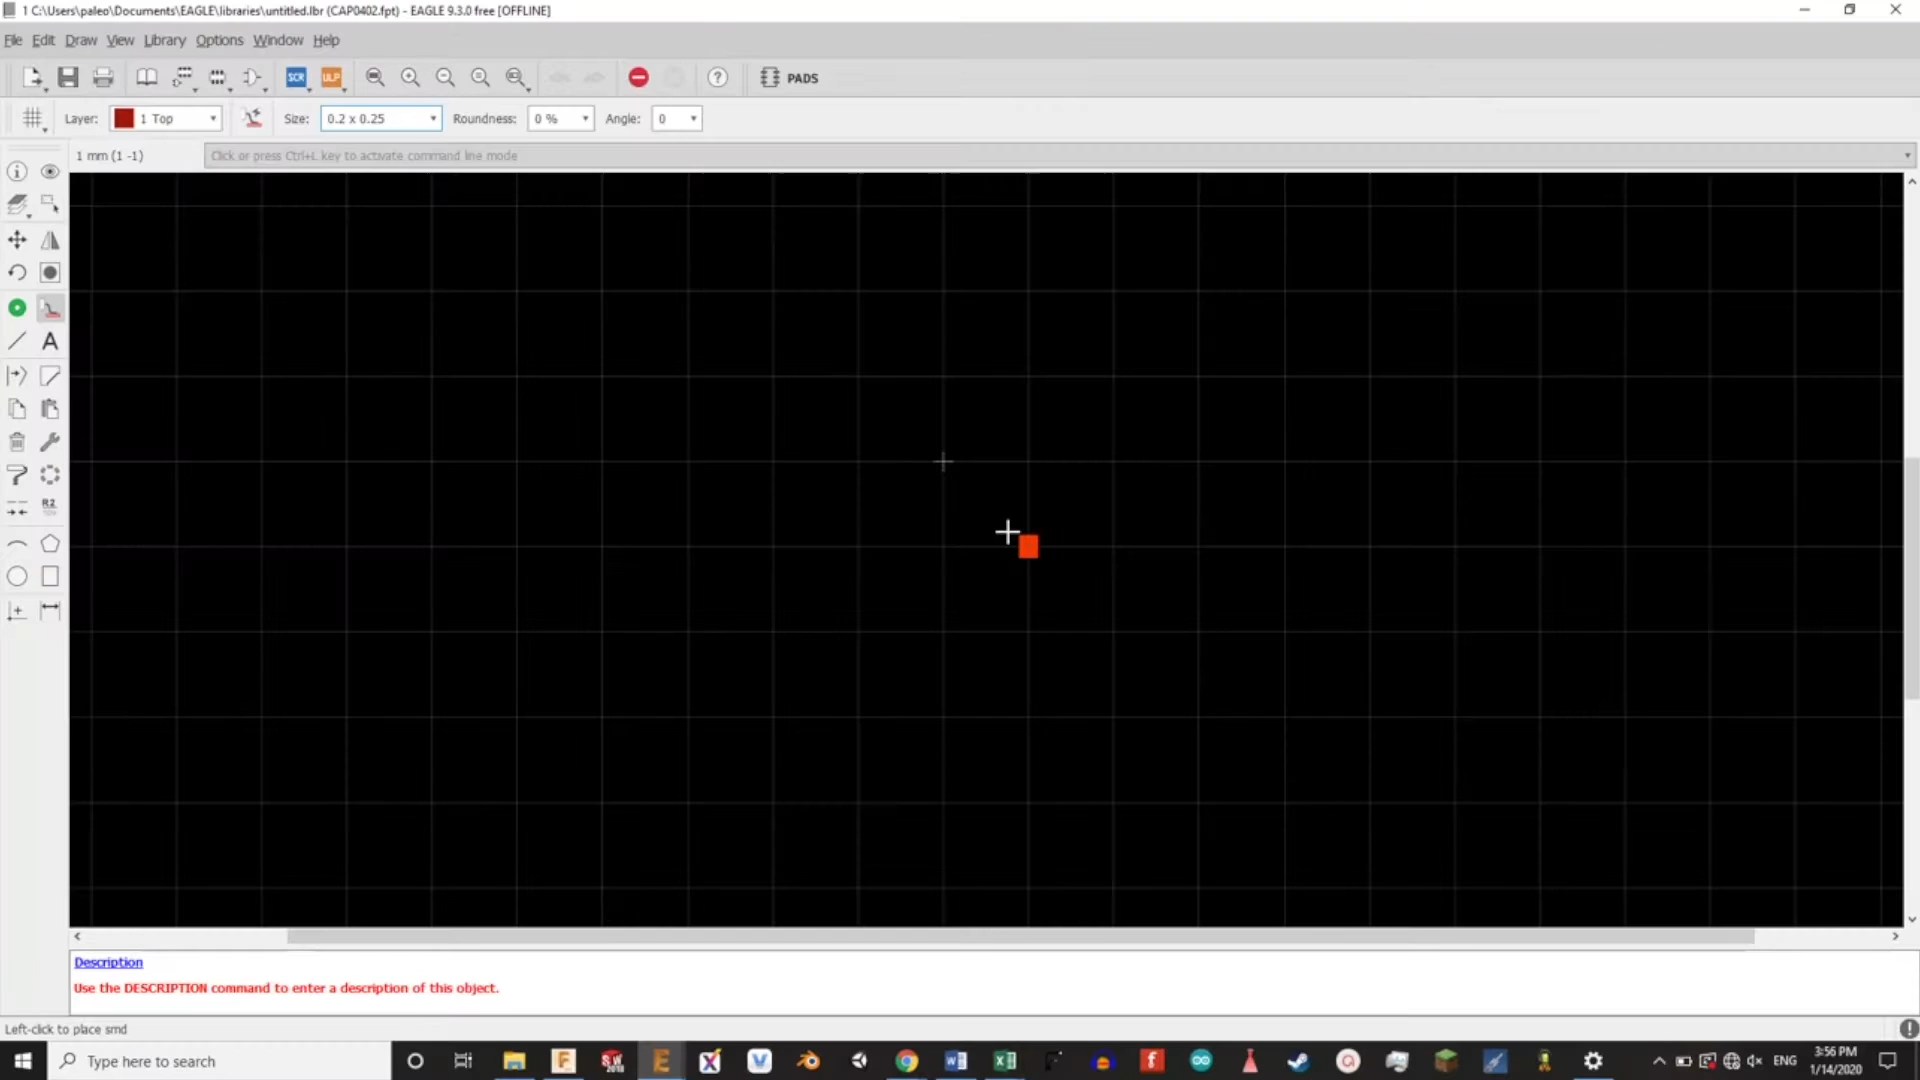 1 C:\Users\paleo\Documents\EAGLE\libraries\untitled.lbr (CAP0402.fpt) - EAGLE 9.3.0 free [OFFLINE]
File Edit Draw View Library Options Window Help
SCR ULP ? PADS
Layer: 1 Top Size: 0.2 x 0.25 Roundness: 0 % Angle: 0
1 mm (1 -1) Click or press Ctrl+L key to activate command line mode
A
R2
Description
Use the DESCRIPTION command to enter a description of this object.
Left-click to place smd
Type here to search
ENG
3:56 PM
1/14/2020